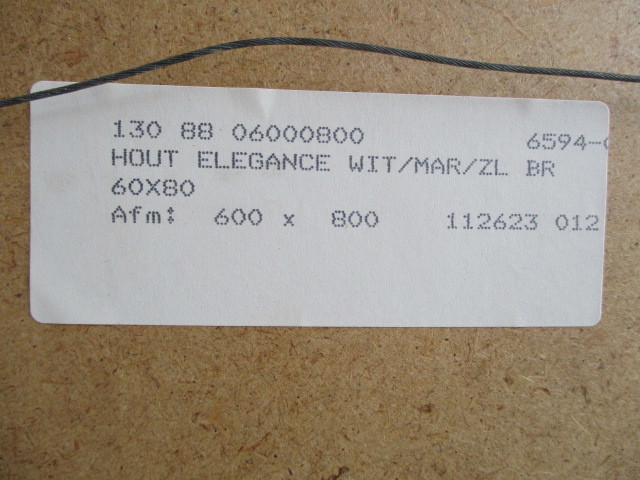 130 88 06000800 6594-
HOUT ELEGANCE WIT/MAR/ZL BR
60X80
Afm: 600 x 800 112623 012